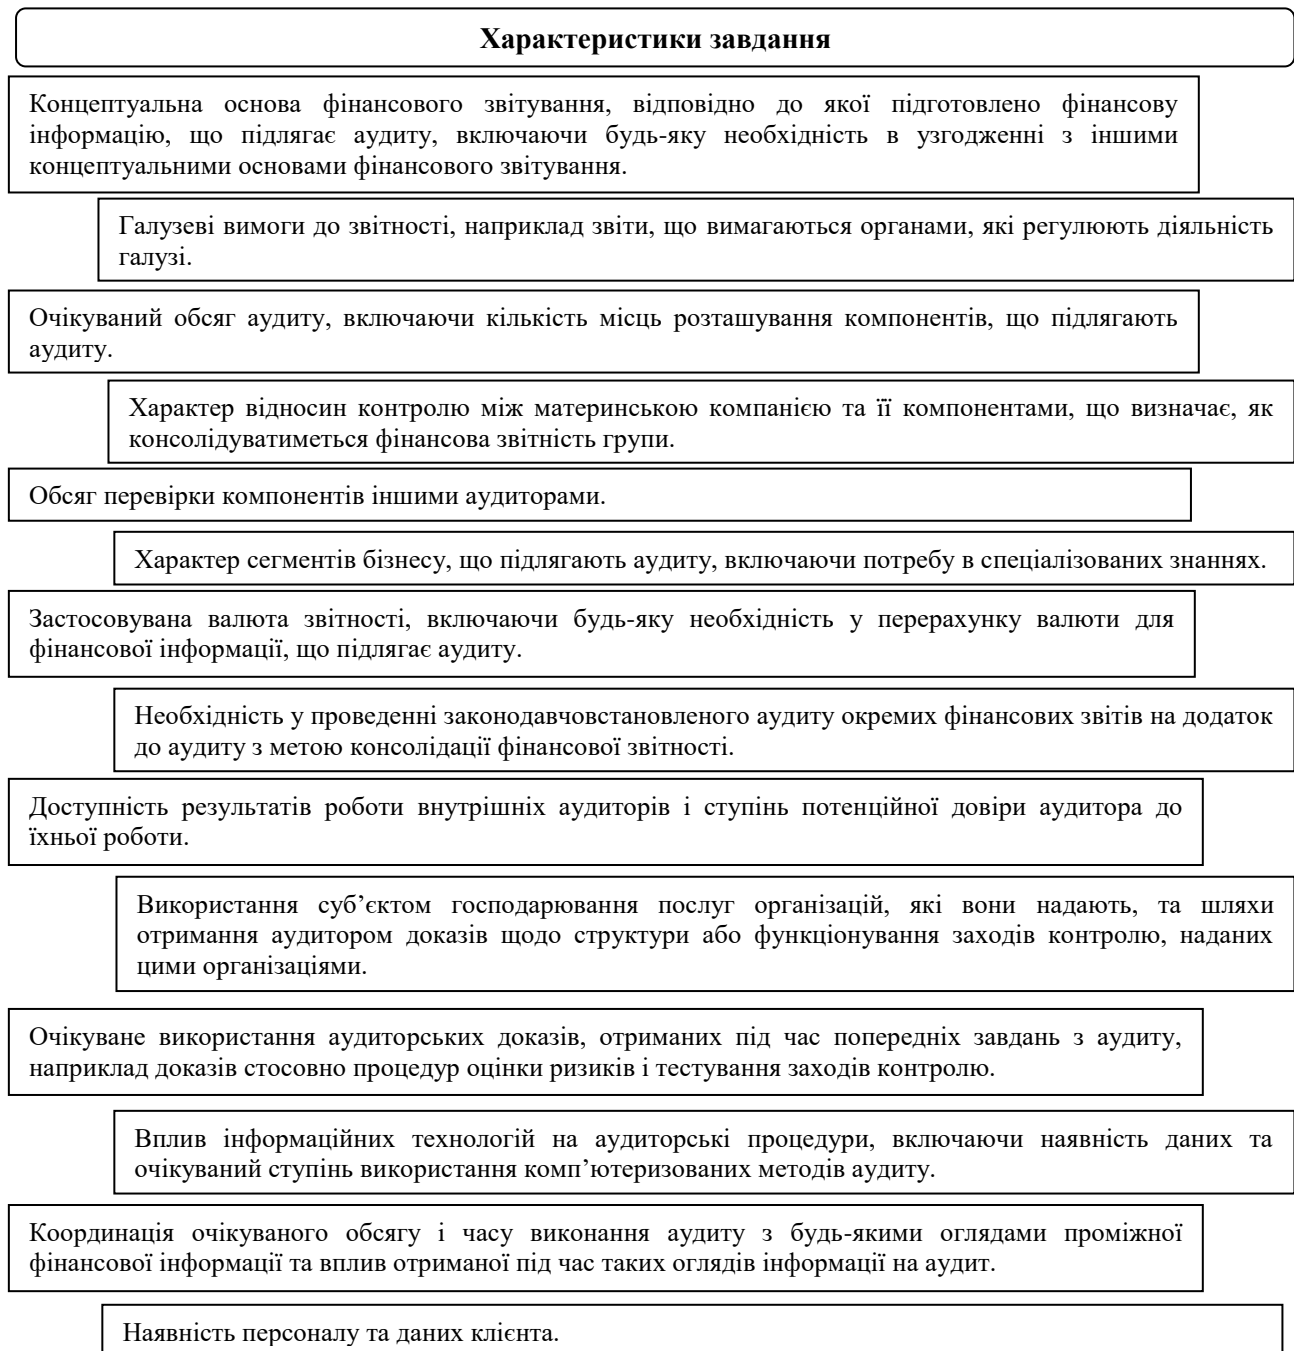 Характеристики завдання
Концептуальна основа фінансового звітування, відповідно до якої підготовлено фінансову
інформацію, що підлягає аудиту, включаючи будь-яку необхідність в узгодженні з іншими
концептуальними основами фінансового звітування.
Галузеві вимоги до звітності, наприклад звіти, що вимагаються органами, які регулюють діяльність
галузі.
Очікуваний обсяг аудиту, включаючи кількість місць розташування компонентів, що підлягають
аудиту.
Характер відносин контролю між материнською компанією та її компонентами, що визначає, як
консолідуватиметься фінансова звітність групи.
Обсяг перевірки компонентів іншими аудиторами.
Характер сегментів бізнесу, що підлягають аудиту, включаючи потребу в спеціалізованих знаннях.
Застосовувана валюта звітності, включаючи будь-яку необхідність у перерахунку валюти для
фінансової інформації, що підлягає аудиту.
Необхідність у проведенні законодавчовстановленого аудиту окремих фінансових звітів на додаток
до аудиту з метою консолідації фінансової звітності.
Доступність результатів роботи внутрішніх аудиторів і ступінь потенційної довіри аудитора до
їхньої роботи.
Використання суб’єктом господарювання послуг організацій, які вони надають, та шляхи
отримання аудитором доказів щодо структури або функціонування заходів контролю, наданих
цими організаціями.
Очікуване використання аудиторських доказів, отриманих під час попередніх завдань з аудиту,
наприклад доказів стосовно процедур оцінки ризиків і тестування заходів контролю.
Вплив інформаційних технологій на аудиторські процедури, включаючи наявність даних та
очікуваний ступінь використання комп’ютеризованих методів аудиту.
Координація очікуваного обсягу і часу виконання аудиту з будь-якими оглядами проміжної
фінансової інформації та вплив отриманої під час таких оглядів інформації на аудит.
Наявність персоналу та даних клієнта.